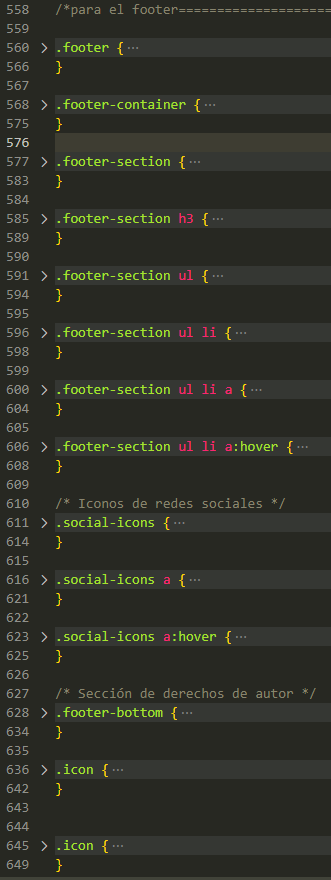 558 /*para el footer=====================
559
560 > .footer {···
566 }
567
568 > .footer-container {···
575 }
576
577 > .footer-section {···
583 }
584
585 > .footer-section h3 {···
589 }
590
591 > .footer-section ul {···
594 }
595
596 > .footer-section ul li {···
598 }
599
600 > .footer-section ul li a {···
604 }
605
606 > .footer-section ul li a:hover {···
608 }
609
610 /* Iconos de redes sociales */
611 > .social-icons {···
614 }
615
616 > .social-icons a {···
621 }
622
623 > .social-icons a:hover {···
625 }
626
627 /* Sección de derechos de autor */
628 > .footer-bottom {···
634 }
635
636 > .icon {···
642 }
643
644
645 > .icon {···
649 }